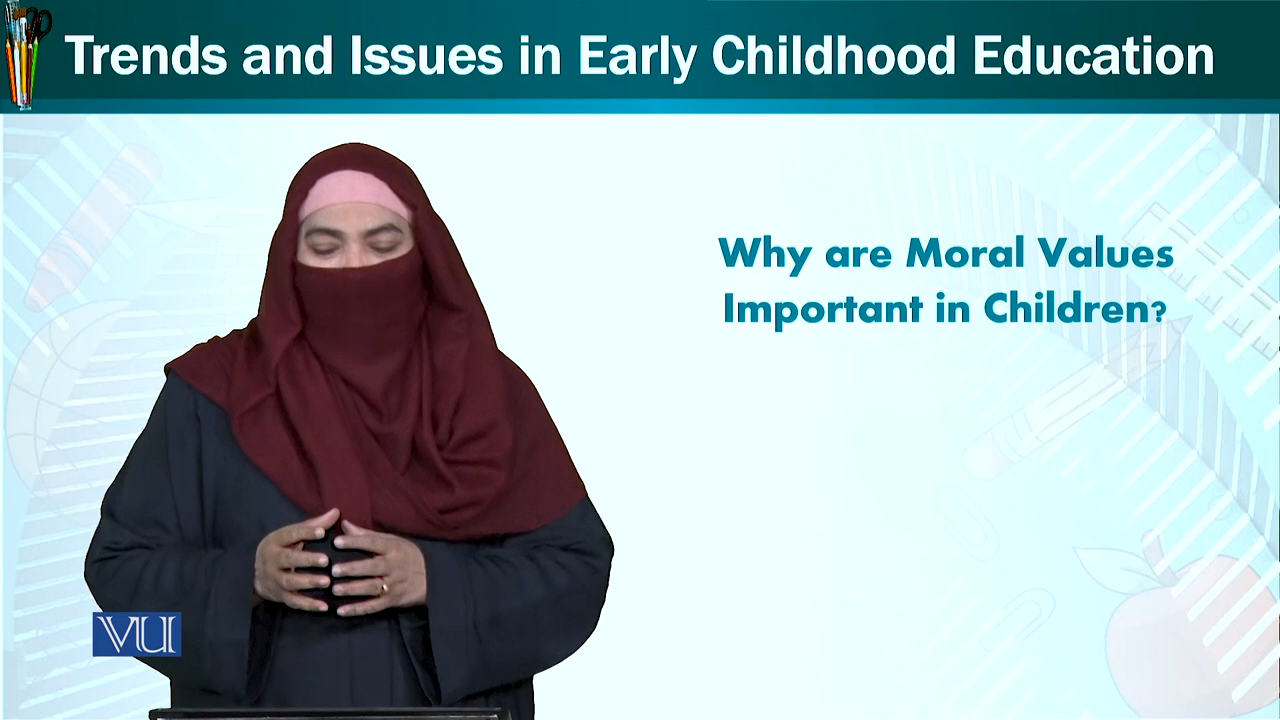 Trends and Issues in Early Childhood Education
Why are Moral Values
Important in Children?
VU